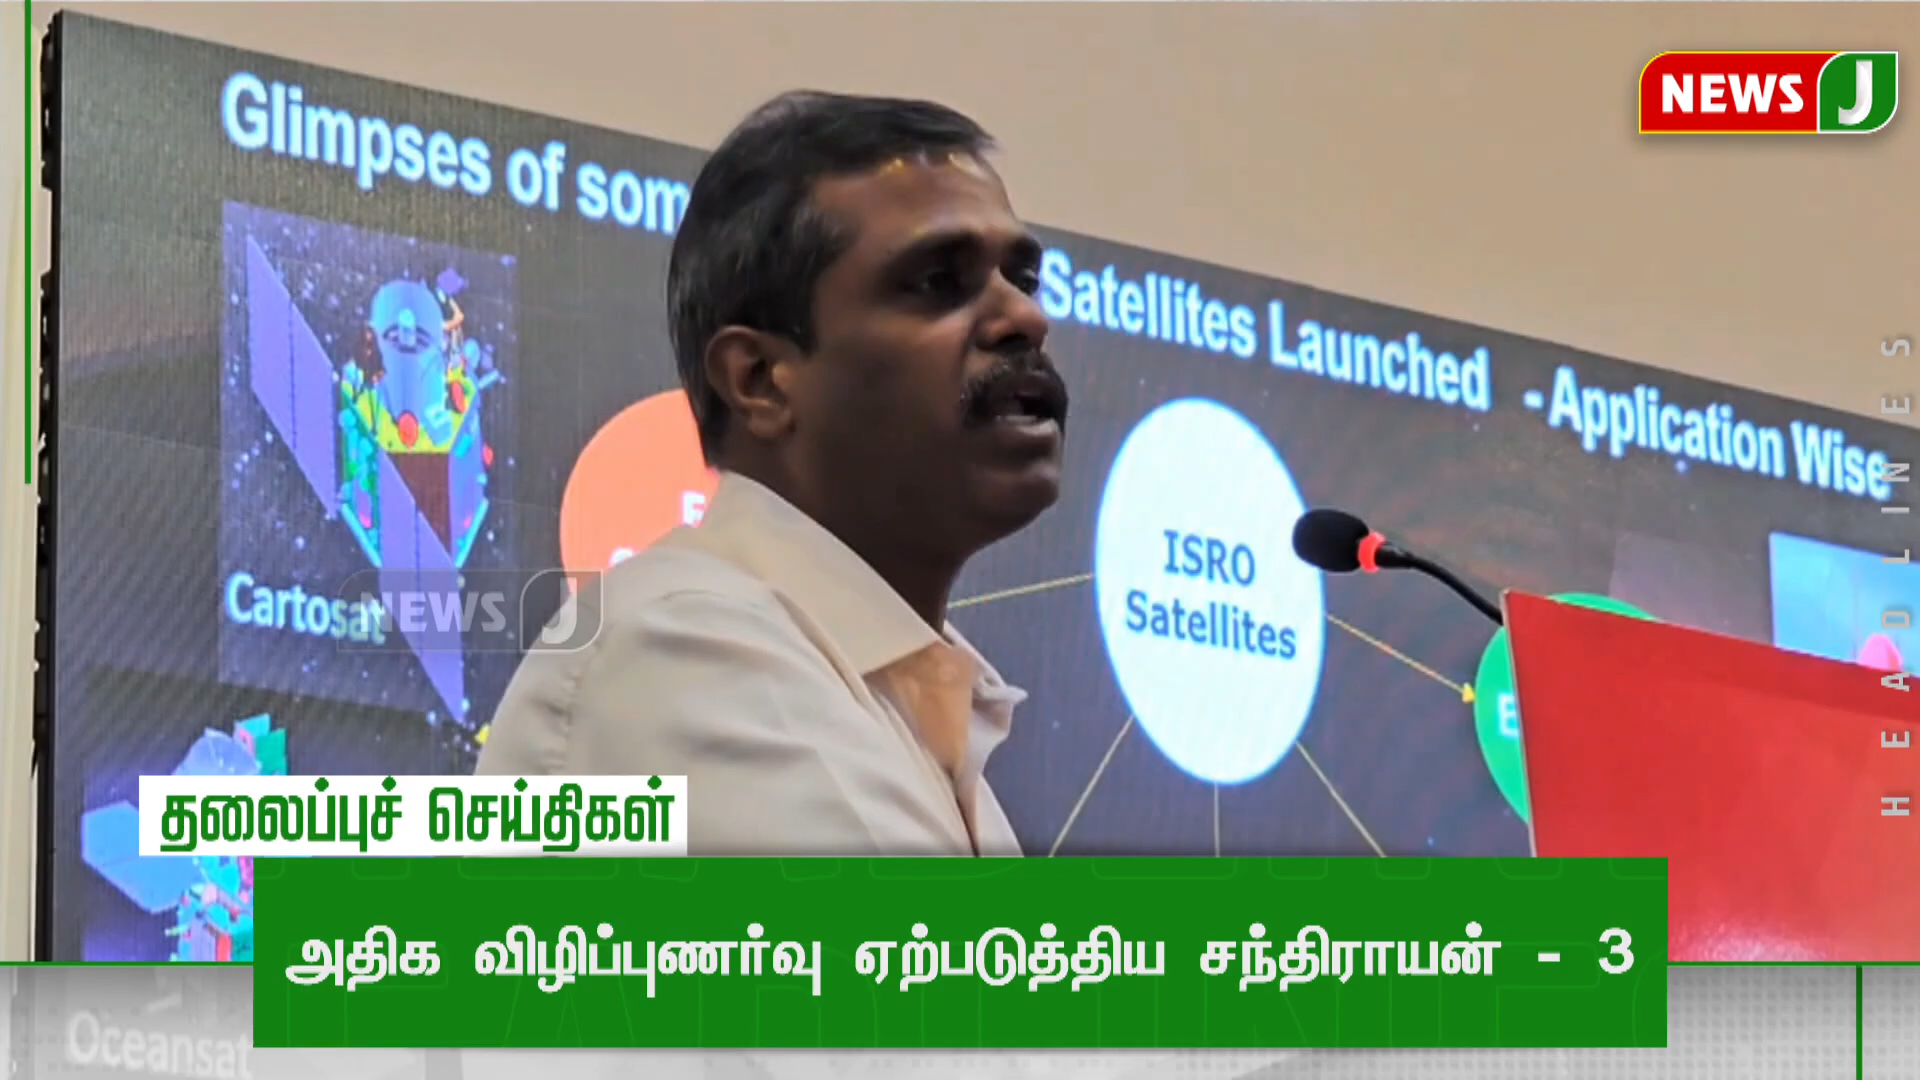 Glimpses of som
Satellites Launched - Application Wise
NEWS J
Cartosat
NEWS J
ISRO
Satellites
HEADLINES
தலைப்புச் செய்திகள்
அதிக விழிப்புணர்வு ஏற்படுத்திய சந்திராயன் - 3
Oceansat